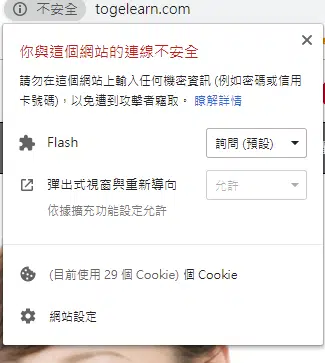 不安全 togelearn.com
你與這個網站的連線不安全
請勿在這個網站上輸入任何機密資訊 (例如密碼或信用
卡號碼)，以免遭到攻擊者竊取。 瞭解詳情
Flash 詢問 (預設)
彈出式視窗與重新導向 允許
依據擴充功能設定允許
(目前使用 29 個 Cookie) 個 Cookie
網站設定